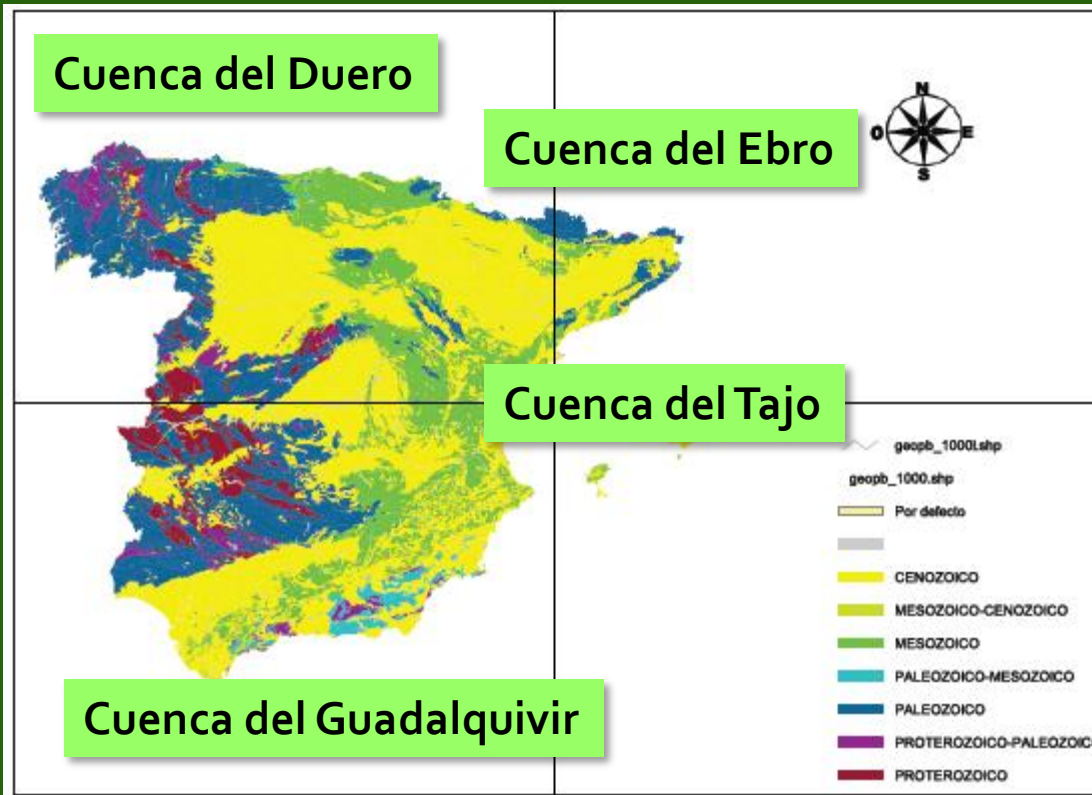 Cuenca del Duero
Cuenca del Ebro
N
O
E
S
Cuenca del Tajo
geopb_1000l.shp
geopb_1000.shp
Por defecto
CENOZOICO
MESOZOICO-CENOZOICO
MESOZOICO
PALEOZOICO-MESOZOICO
PALEOZOICO
PROTEROZOICO-PALEOZOIC
PROTEROZOICO
Cuenca del Guadalquivir